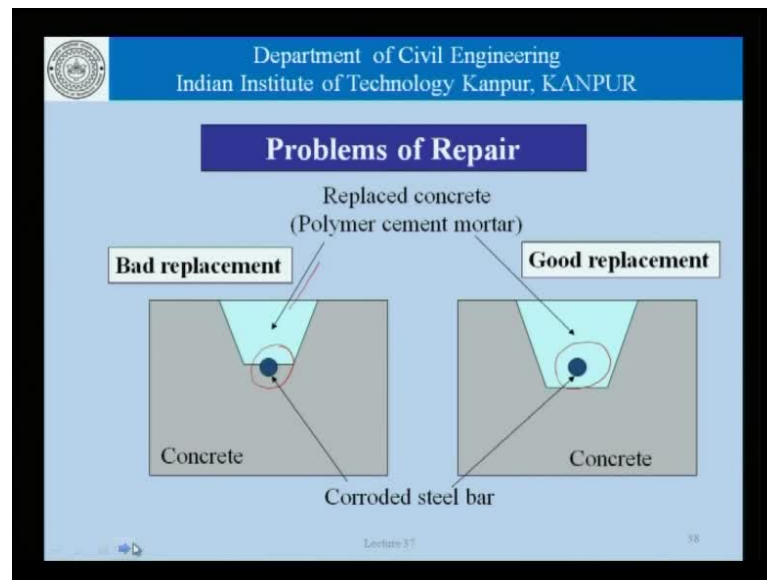 Department of Civil Engineering
Indian Institute of Technology Kanpur, KANPUR
Problems of Repair
Replaced concrete
(Polymer cement mortar)
Bad replacement
Good replacement
Concrete
Concrete
Corroded steel bar
Lecture 37
38